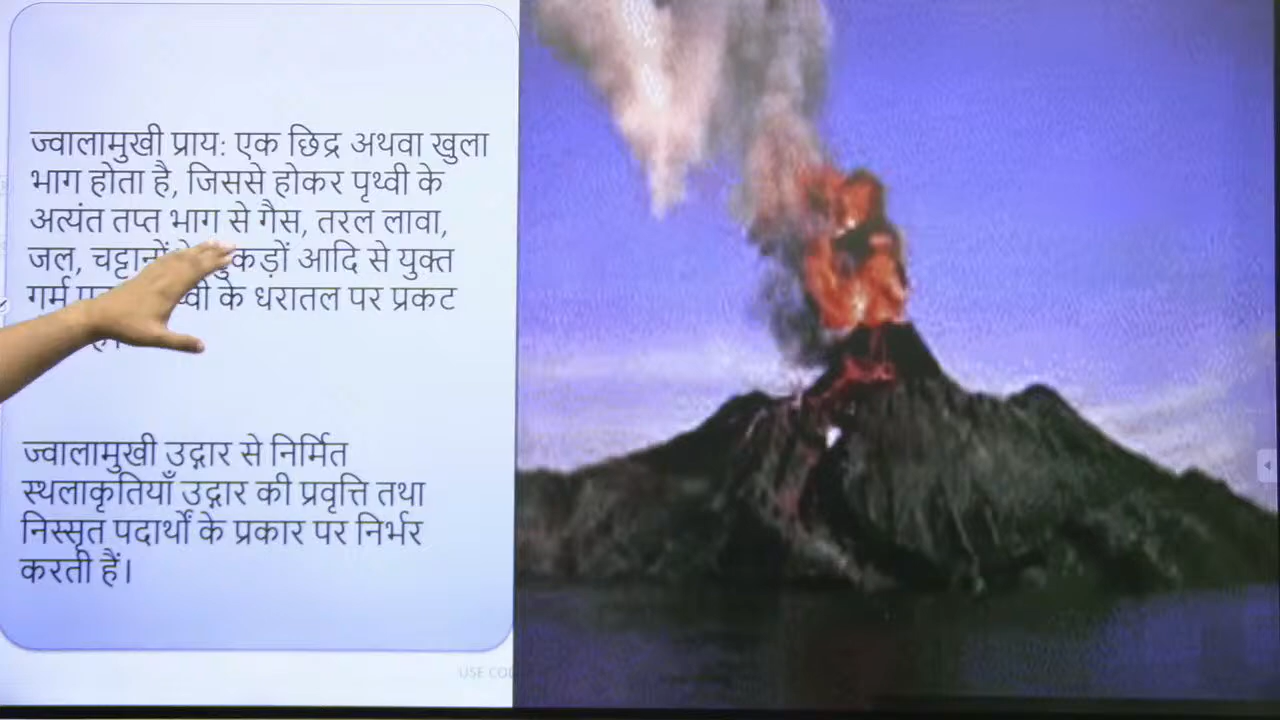 ज्वालामुखी प्राय: एक छिद्र अथवा खुला
भाग होता है, जिससे होकर पृथ्वी के
अत्यंत तप्त भाग से गैस, तरल लावा,
जल, चट्टानों आदि से युक्त
गर्म के धरातल पर प्रकट
ज्वालामुखी उद्गार से निर्मित
स्थलाकृतियाँ उद्गार की प्रवृत्ति तथा
निस्सृत पदार्थों के प्रकार पर निर्भर
करती हैं।
USE